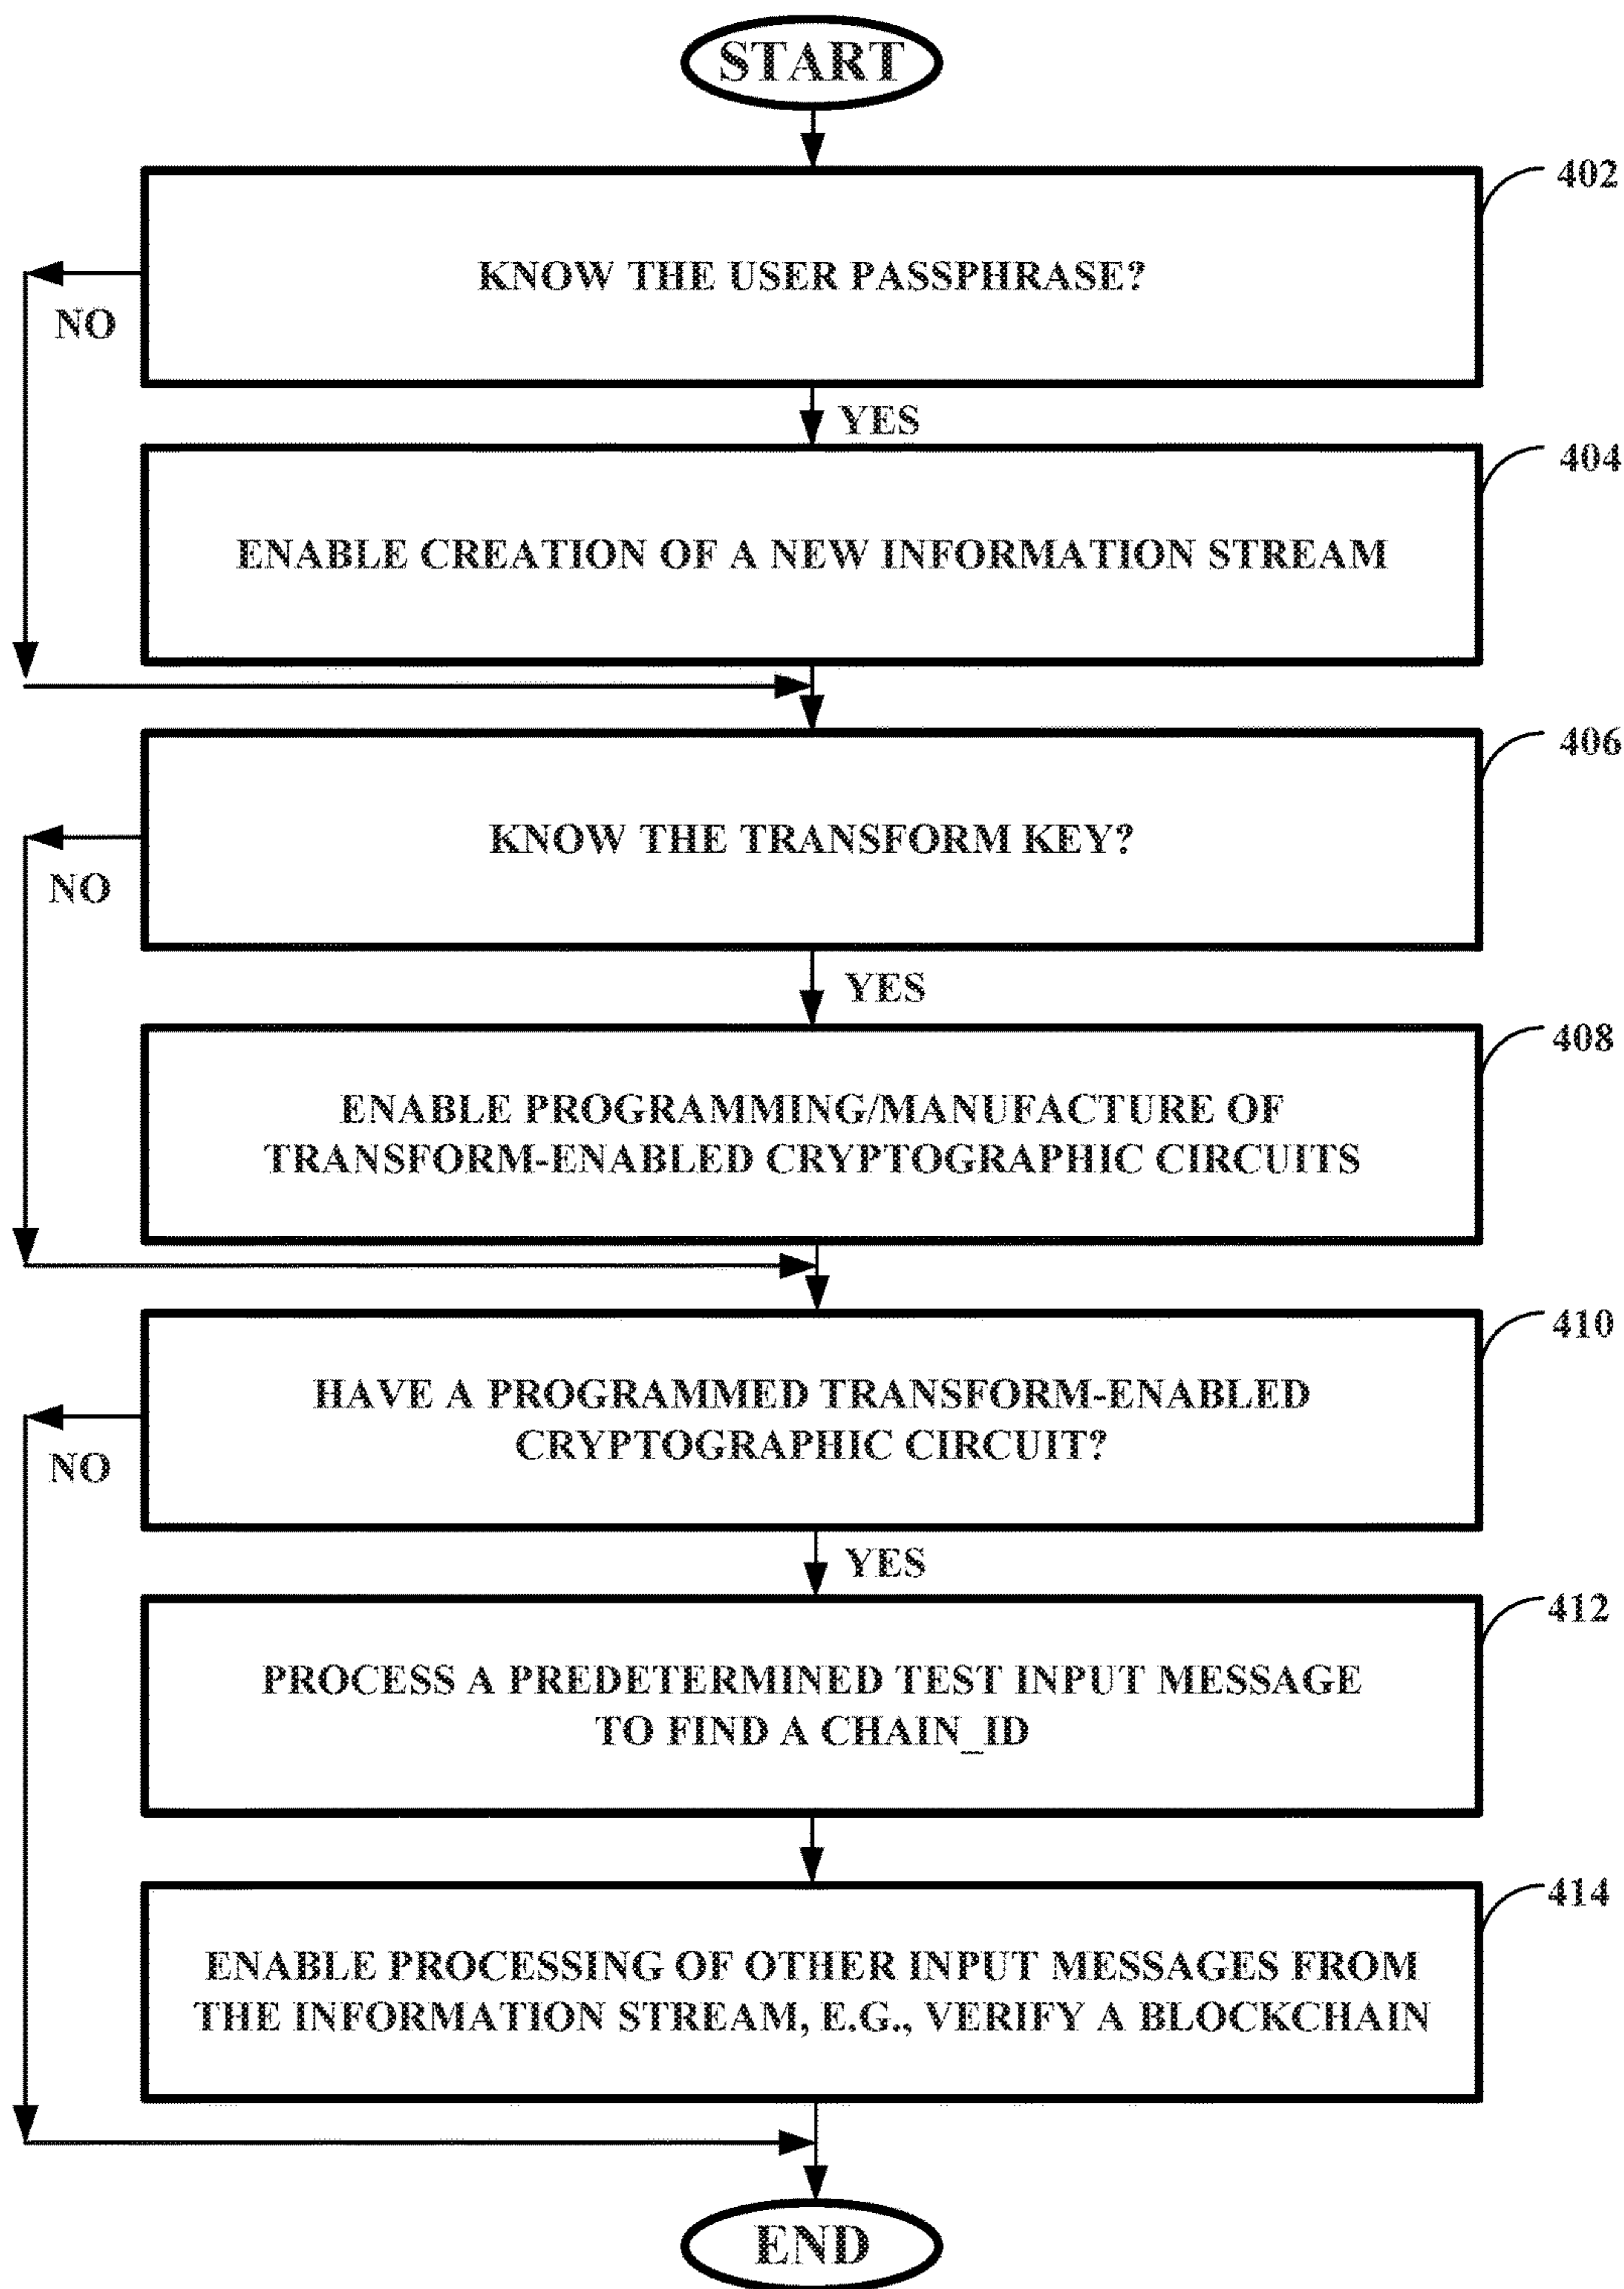 START
402
KNOW THE USER PASSPHRASE?
NO
YES
404
ENABLE CREATION OF A NEW INFORMATION STREAM
406
KNOW THE TRANSFORM KEY?
NO
YES
408
ENABLE PROGRAMMING/MANUFACTURE OF
TRANSFORM-ENABLED CRYPTOGRAPHIC CIRCUITS
410
HAVE A PROGRAMMED TRANSFORM-ENABLED
CRYPTOGRAPHIC CIRCUIT?
NO
YES
412
PROCESS A PREDETERMINED TEST INPUT MESSAGE
TO FIND A CHAIN_ID
414
ENABLE PROCESSING OF OTHER INPUT MESSAGES FROM
THE INFORMATION STREAM, E.G., VERIFY A BLOCKCHAIN
END